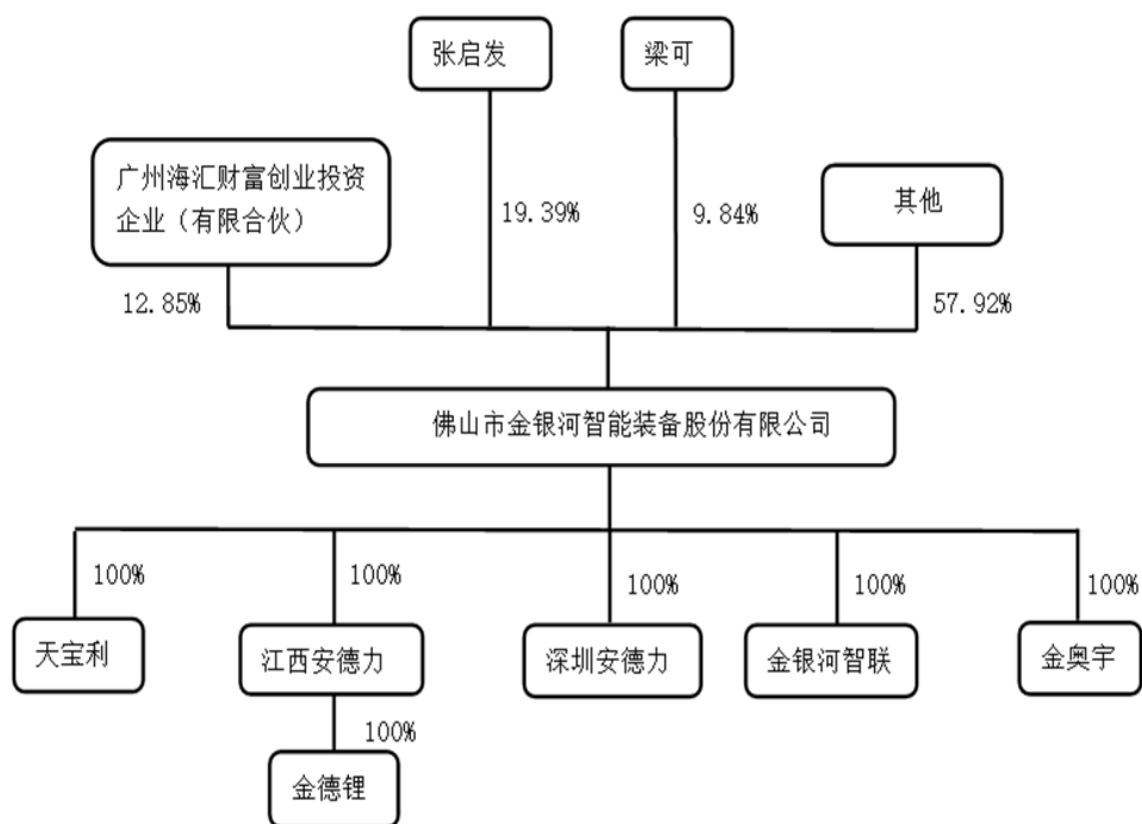 张启发
梁可
广州海汇财富创业投资
企业（有限合伙）
其他
19.39%
9.84%
12.85%
57.92%
佛山市金银河智能装备股份有限公司
100%
100%
100%
100%
100%
天宝利
江西安德力
深圳安德力
金银河智联
金奥宇
100%
金德锂